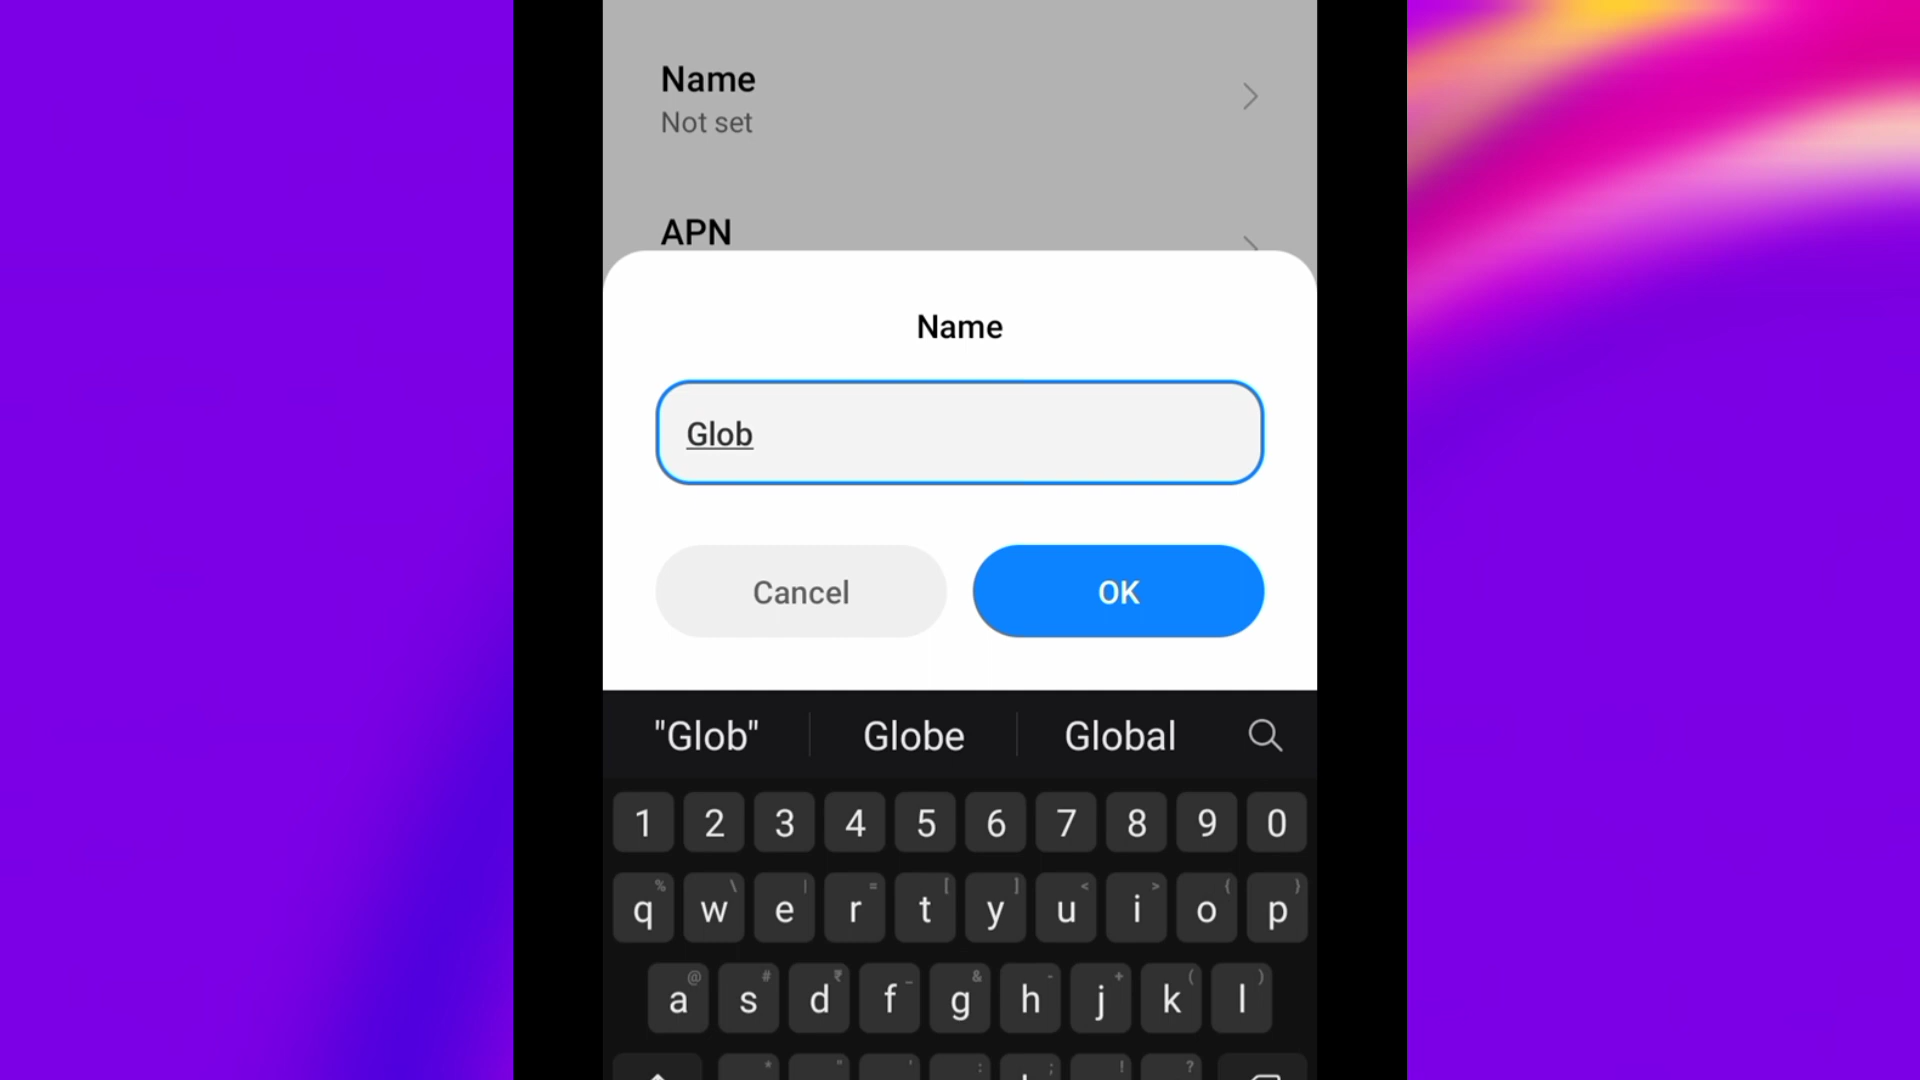 Name
Not set
APN
Name
Glob
Cancel OK
"Glob" Globe Global
1 2 3 4 5 6 7 8 9 0
% \ | = [ ] < > { }
q w e r t y u i o p
@ # ₹ _ & - + ( )
a s d f g h j k l
* " ' : ; ! ?